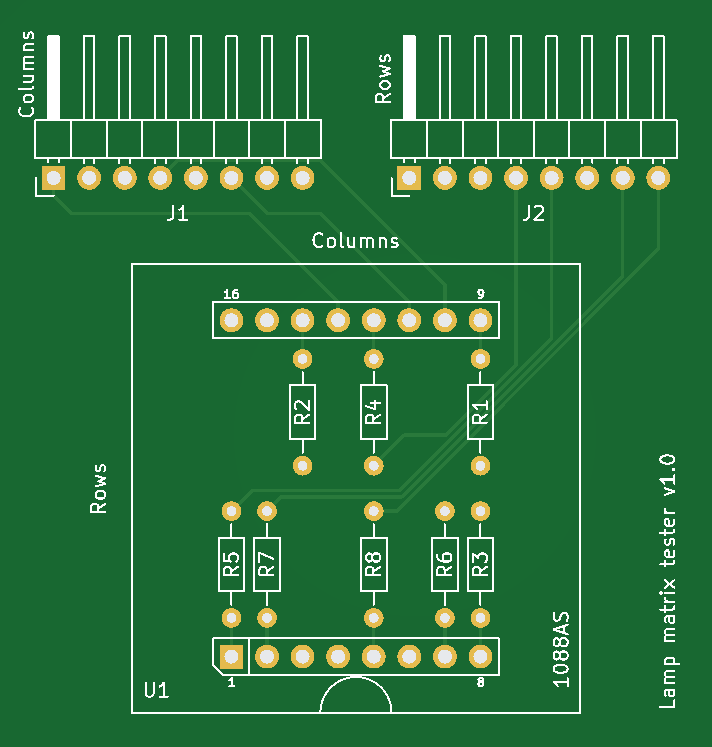 Columns
Rows
J1
J2
Columns
16
9
R2
R4
R1
Rows
R5
R7
R8
R6
R3
U1
1
8
1088AS
Lamp matrix tester v1.0